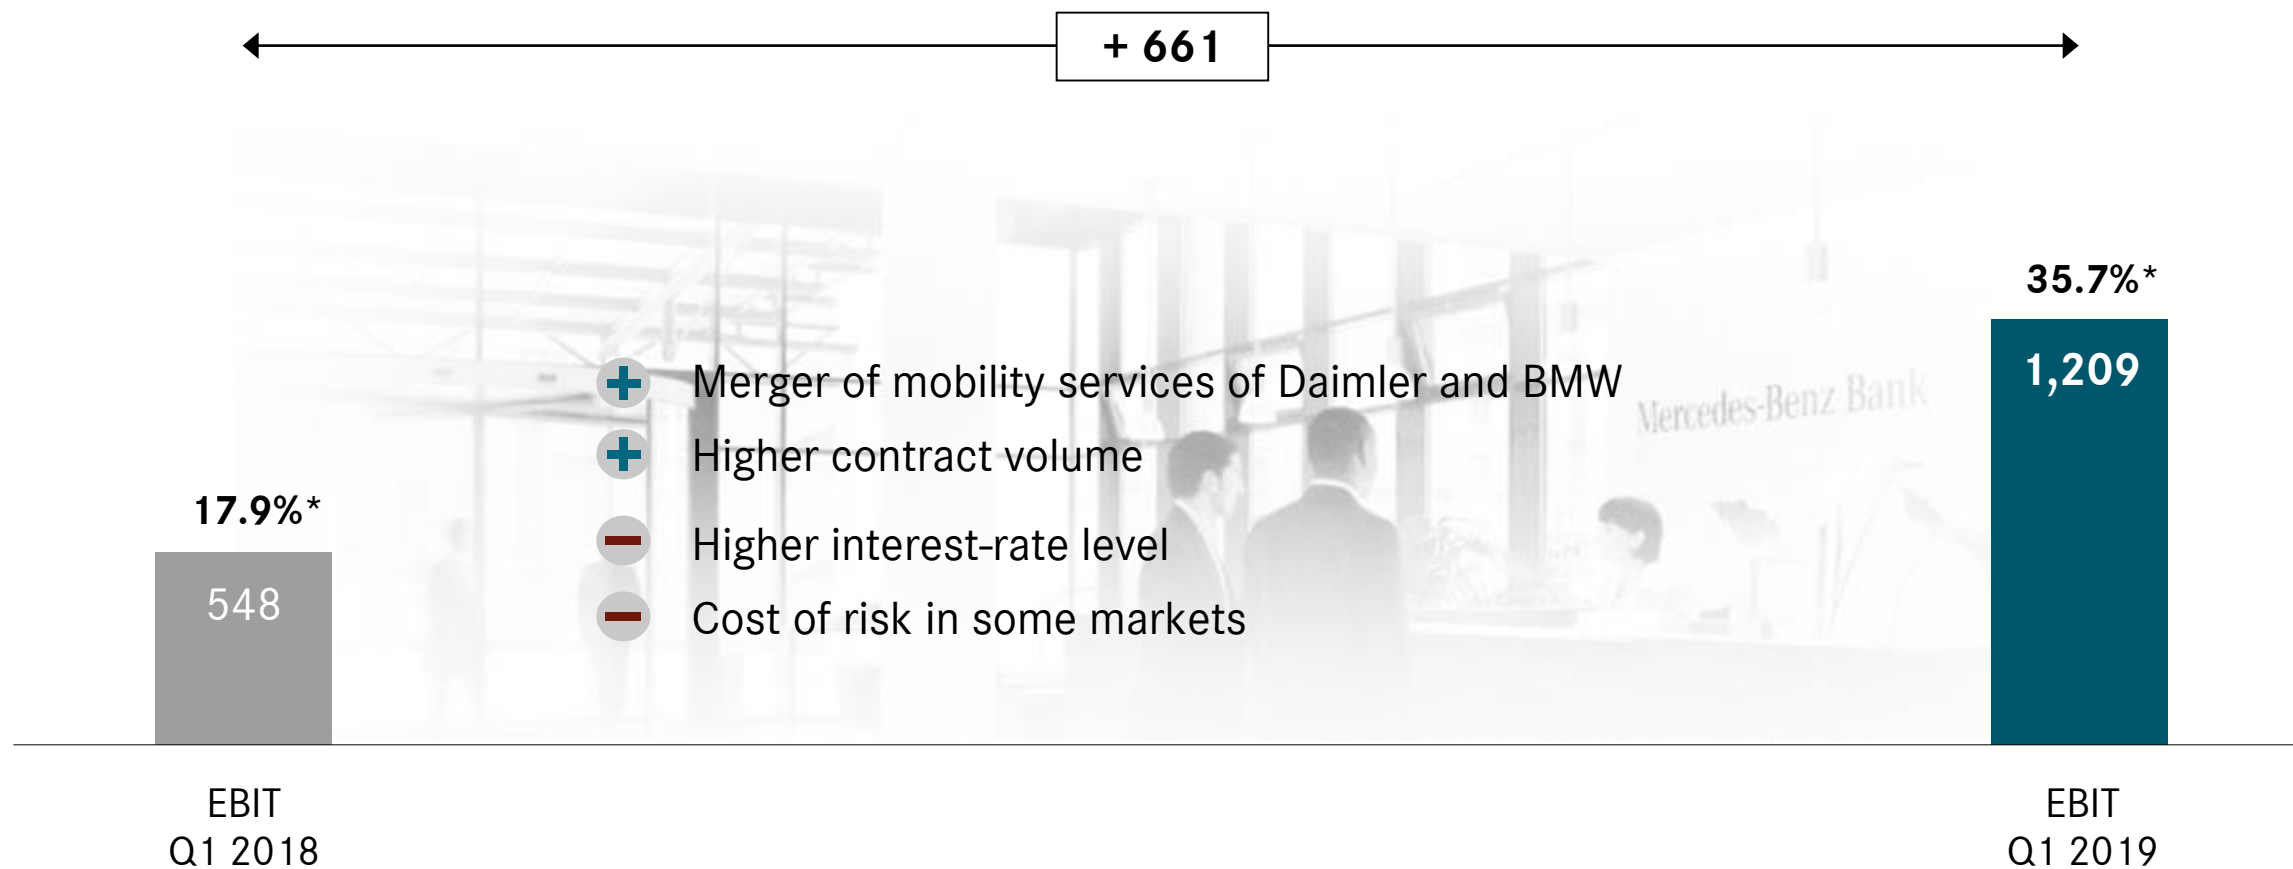 + 661
35.7%*
1,209
Merger of mobility services of Daimler and BMW
Mercedes-Benz Bank
Higher contract volume
17.9%*
Higher interest-rate level
548
Cost of risk in some markets
EBIT
Q1 2018
EBIT
Q1 2019